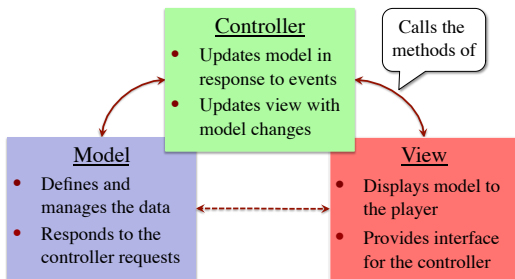 Controller
• Updates model in
response to events
• Updates view with
model changes
Calls the
methods of
Model
• Defines and
manages the data
• Responds to the
controller requests
View
• Displays model to
the player
• Provides interface
for the controller